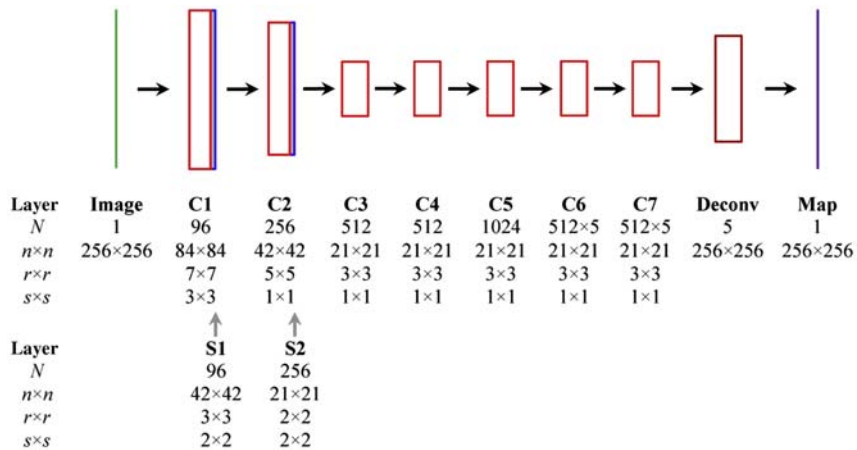 Layer Image C1 C2 C3 C4 C5 C6 C7 Deconv Map
N 1 96 256 512 512 1024 512×5 512×5 5 1
n×n 256×256 84×84 42×42 21×21 21×21 21×21 21×21 21×21 256×256 256×256
r×r 7×7 5×5 3×3 3×3 3×3 3×3 3×3
s×s 3×3 1×1 1×1 1×1 1×1 1×1 1×1
Layer S1 S2
N 96 256
n×n 42×42 21×21
r×r 3×3 2×2
s×s 2×2 2×2